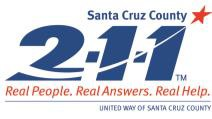 Santa Cruz County
2-1-1 TM
Real People. Real Answers. Real Help.
UNITED WAY OF SANTA CRUZ COUNTY